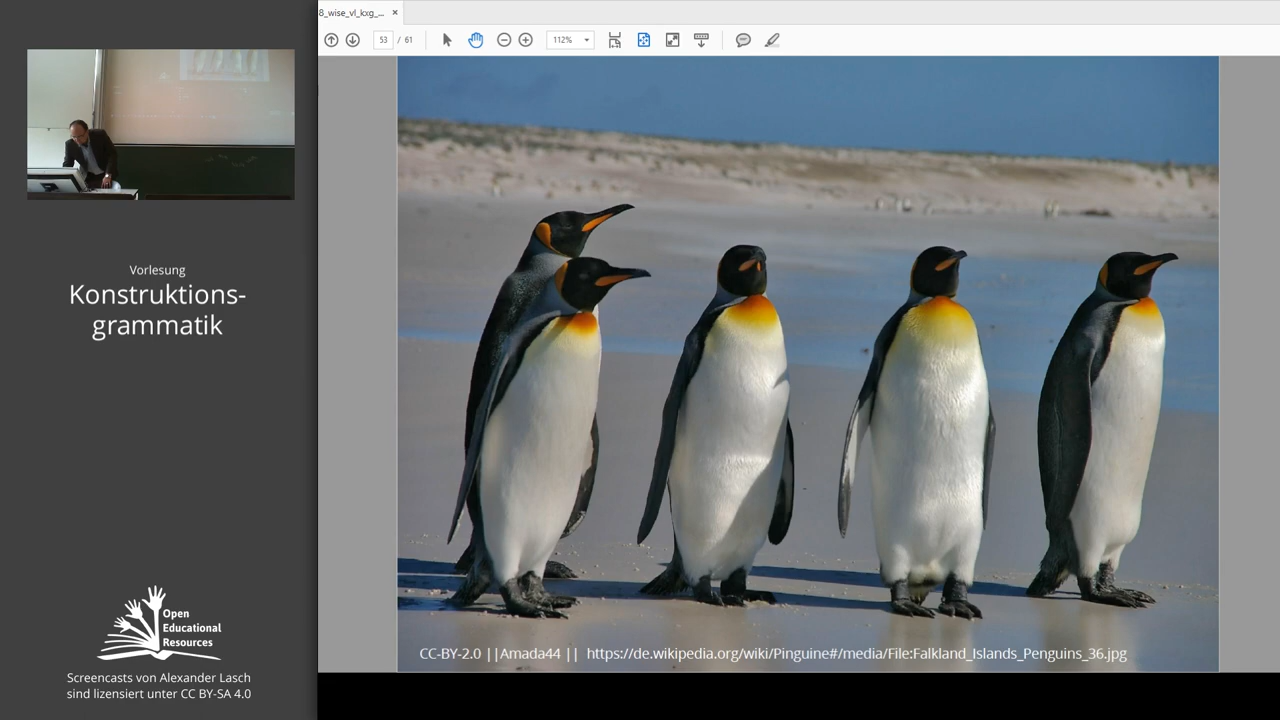 8_wise_vl_kxg_...
53 / 61
112%
Vorlesung
Konstruktions-
grammatik
Open
Educational
Resources
Screencasts von Alexander Lasch
sind lizensiert unter CC BY-SA 4.0
CC-BY-2.0 ||Amada44 || https://de.wikipedia.org/wiki/Pinguine#/media/File:Falkland_Islands_Penguins_36.jpg